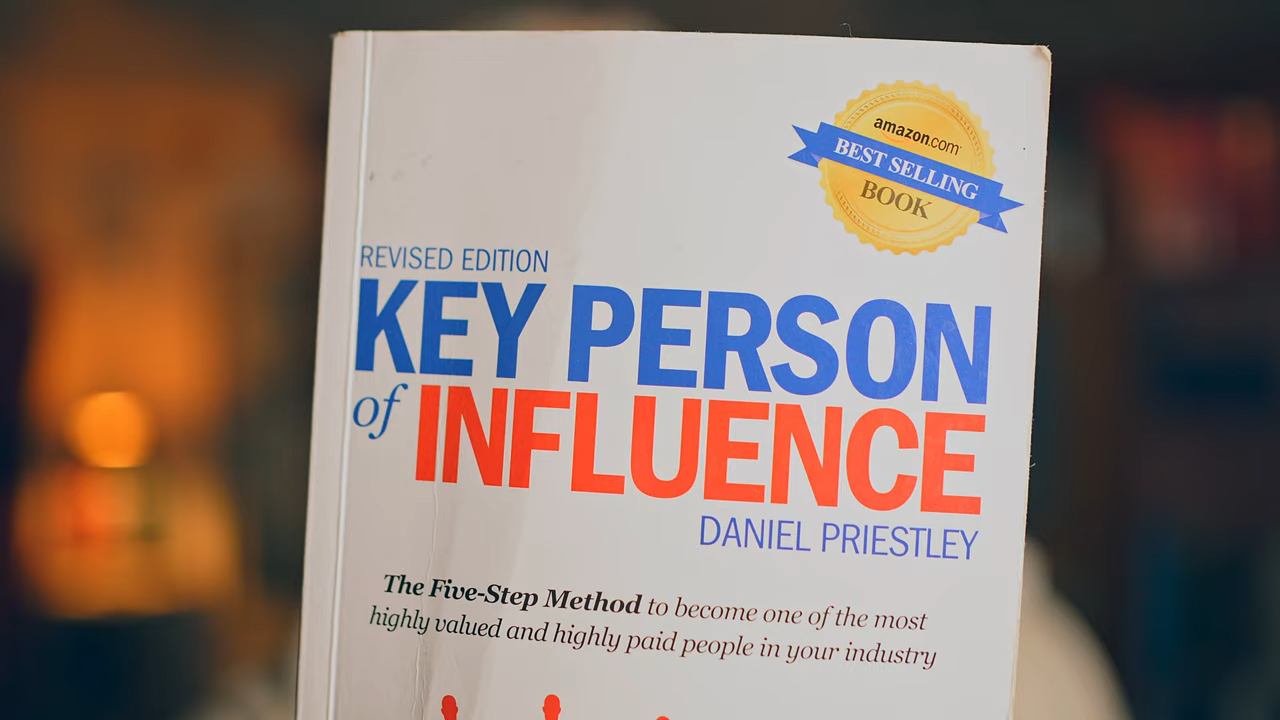 amazon.com
BEST SELLING
BOOK
REVISED EDITION
KEY PERSON
of INFLUENCE
DANIEL PRIESTLEY
The Five-Step Method to become one of the most
highly valued and highly paid people in your industry